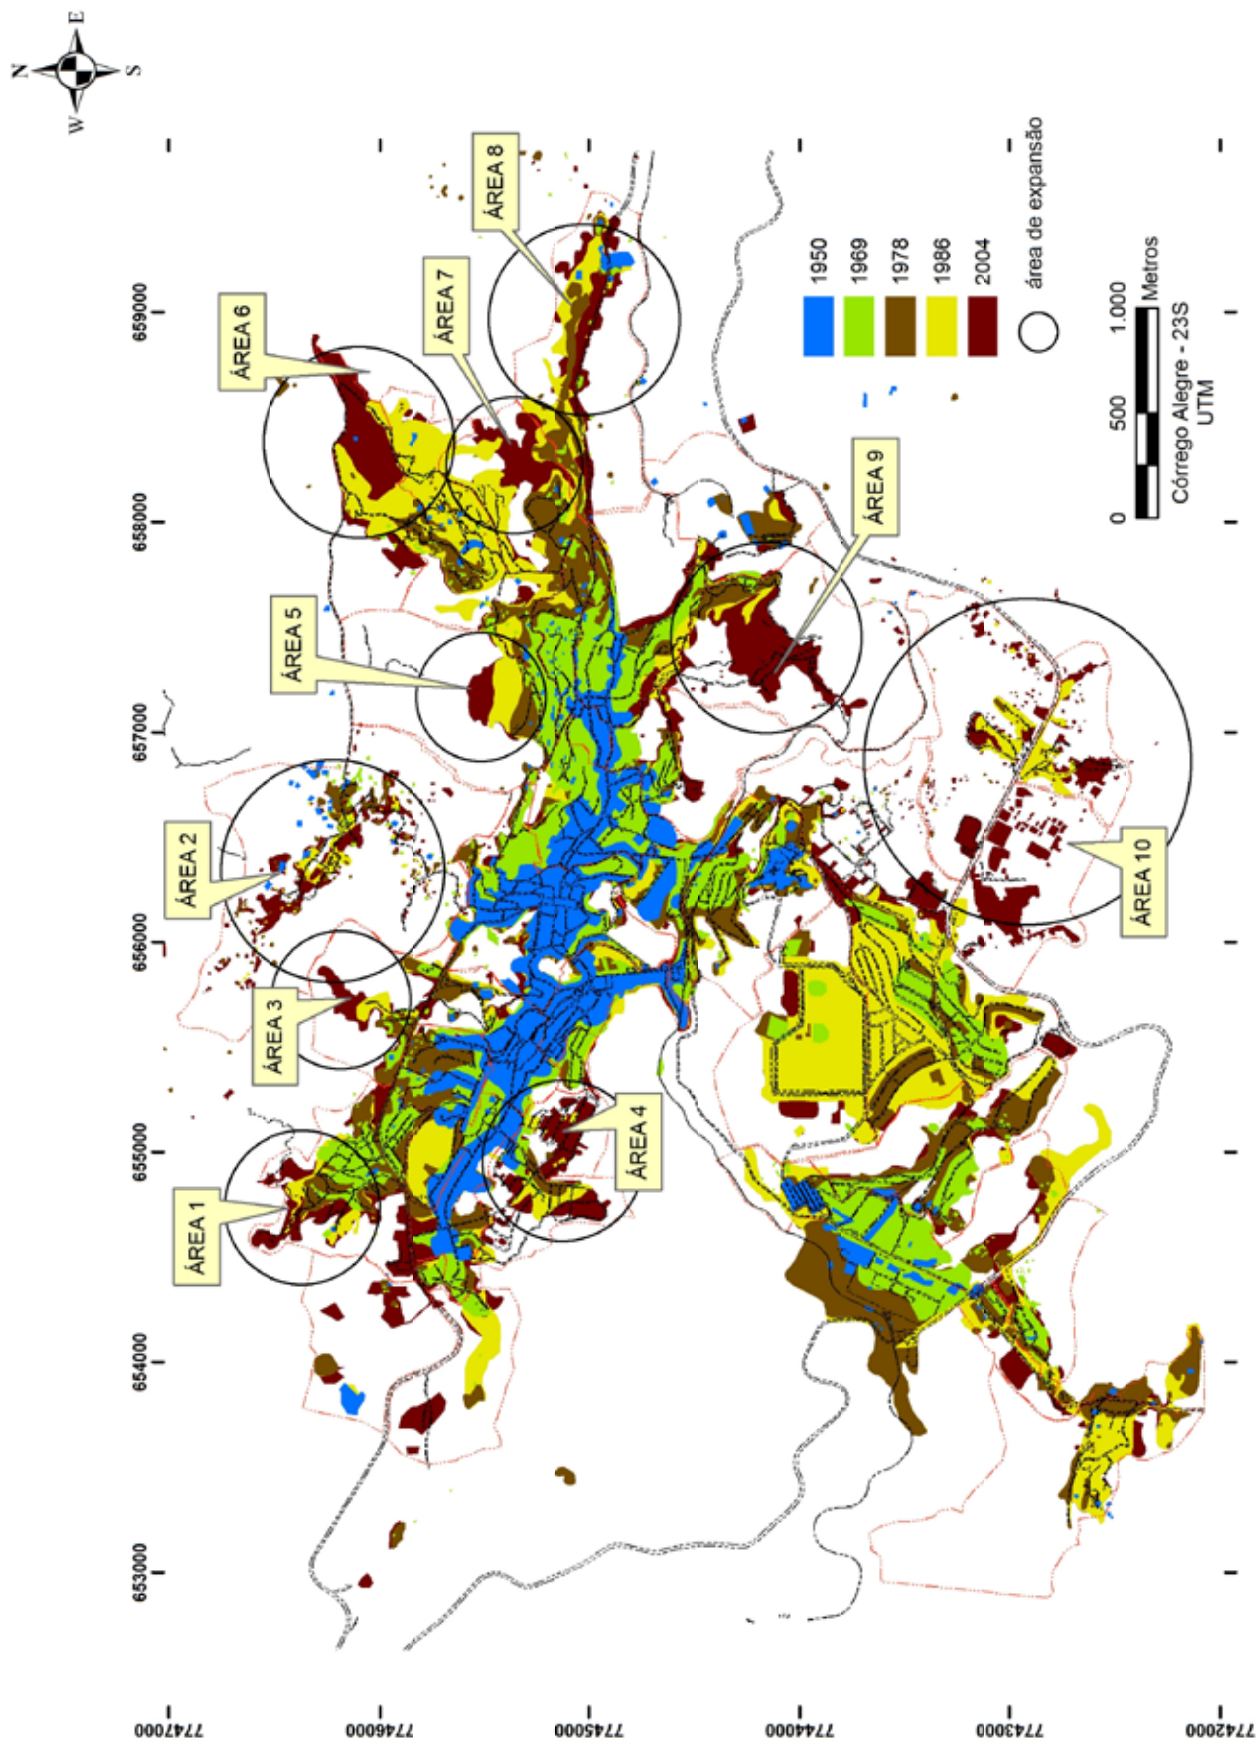 N
W
E
S
653000
654000
655000
656000
657000
658000
659000
7747000
7746000
7745000
7744000
7743000
7742000
ÁREA 1
ÁREA 2
ÁREA 3
ÁREA 4
ÁREA 5
ÁREA 6
ÁREA 7
ÁREA 8
ÁREA 9
ÁREA 10
1950
1969
1978
1986
2004
área de expansão
0 500 1.000
Metros
Córrego Alegre - 23S
UTM